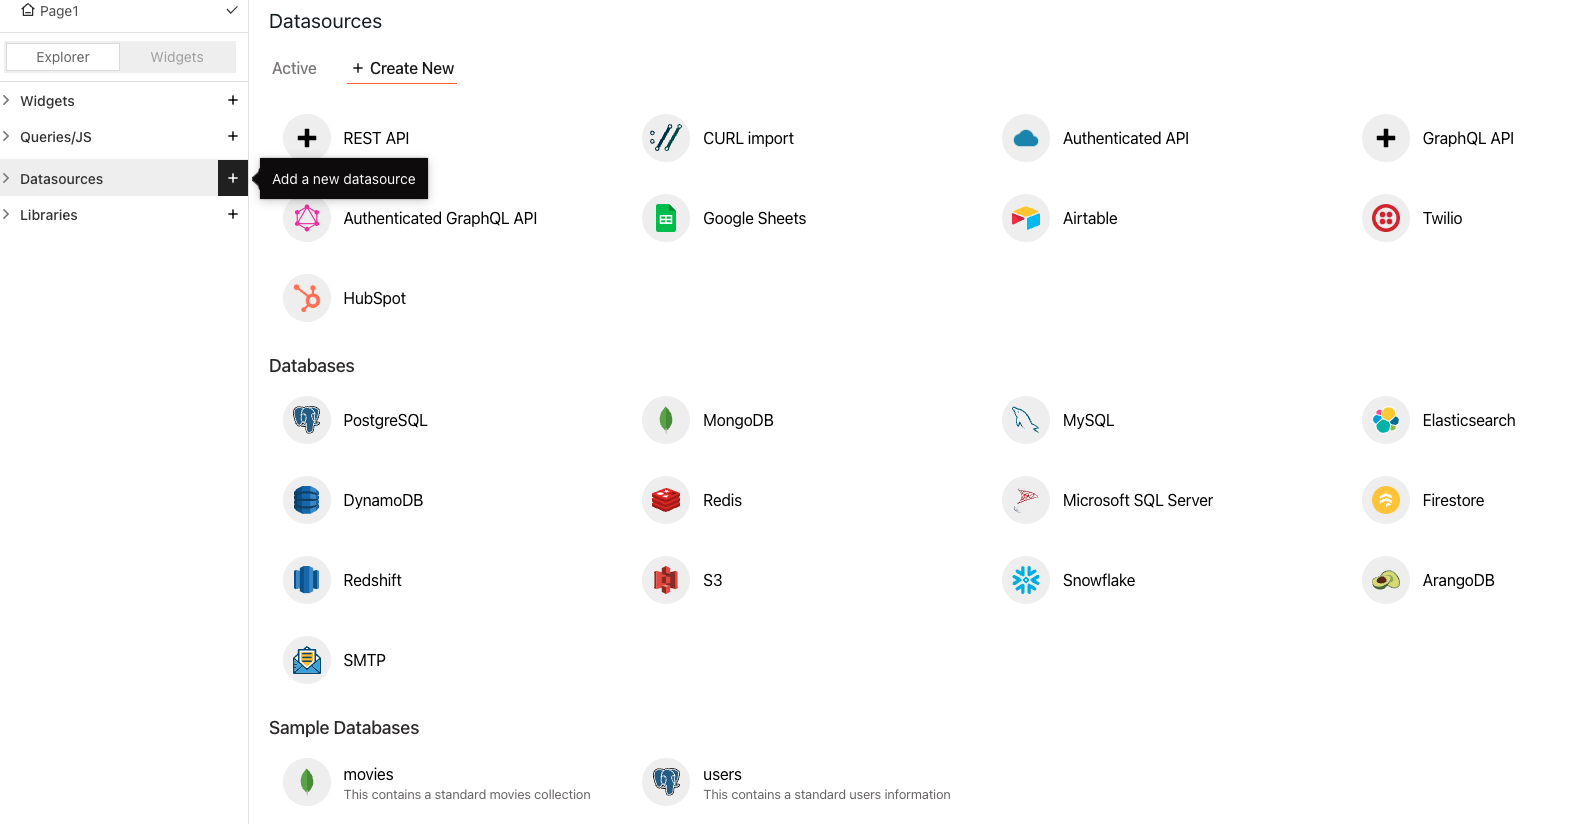 Page1
Explorer
Widgets
Widgets
Queries/JS
Datasources
Libraries
Add a new datasource
Datasources
Active
+ Create New
REST API
CURL import
Authenticated API
GraphQL API
Authenticated GraphQL API
Google Sheets
Airtable
Twilio
HubSpot
Databases
PostgreSQL
MongoDB
MySQL
Elasticsearch
DynamoDB
Redis
Microsoft SQL Server
Firestore
Redshift
S3
Snowflake
ArangoDB
SMTP
Sample Databases
movies
This contains a standard movies collection
users
This contains a standard users information